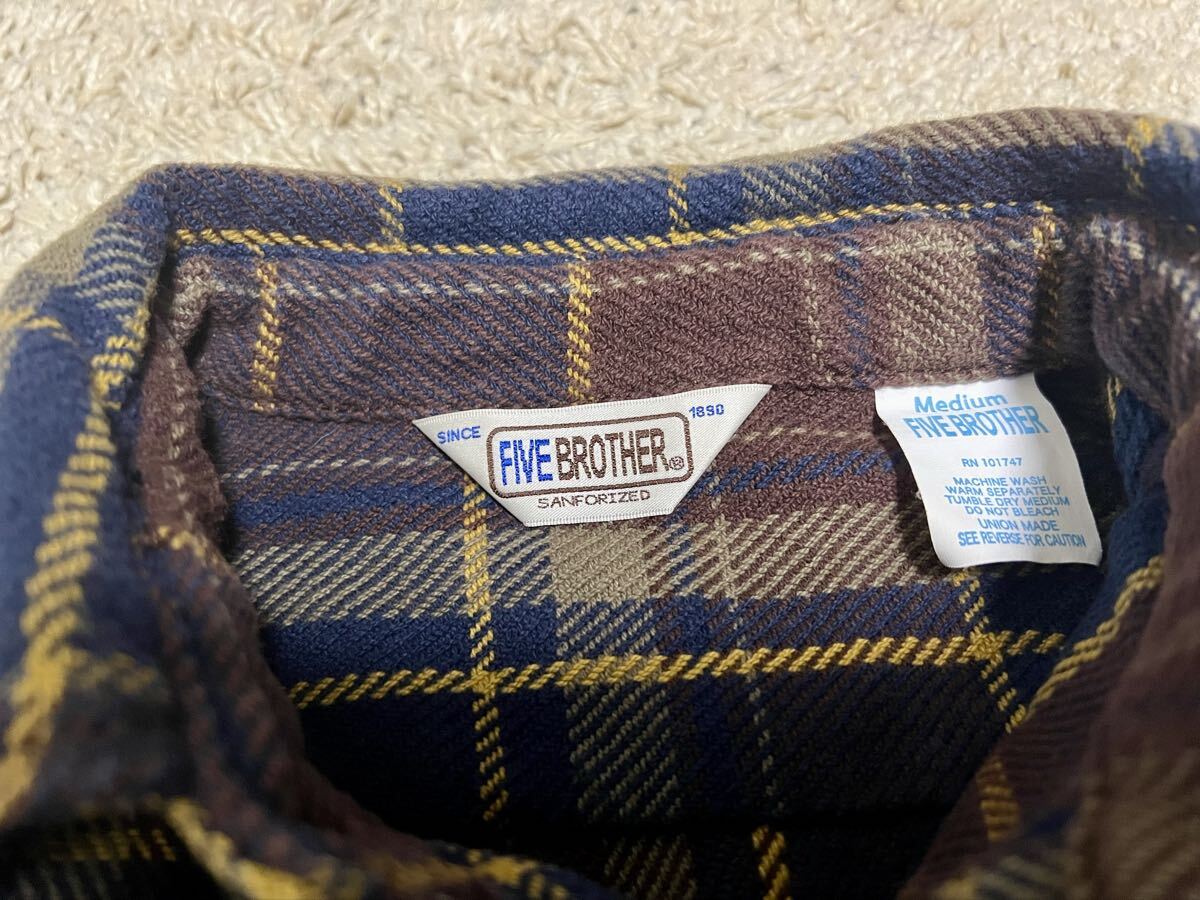 SINCE 1890
FIVE BROTHER®
SANFORIZED
Medium
FIVE BROTHER
RN 101747
MACHINE WASH
WARM SEPARATELY
TUMBLE DRY MEDIUM
DO NOT BLEACH
UNION MADE
SEE REVERSE FOR CAUTION